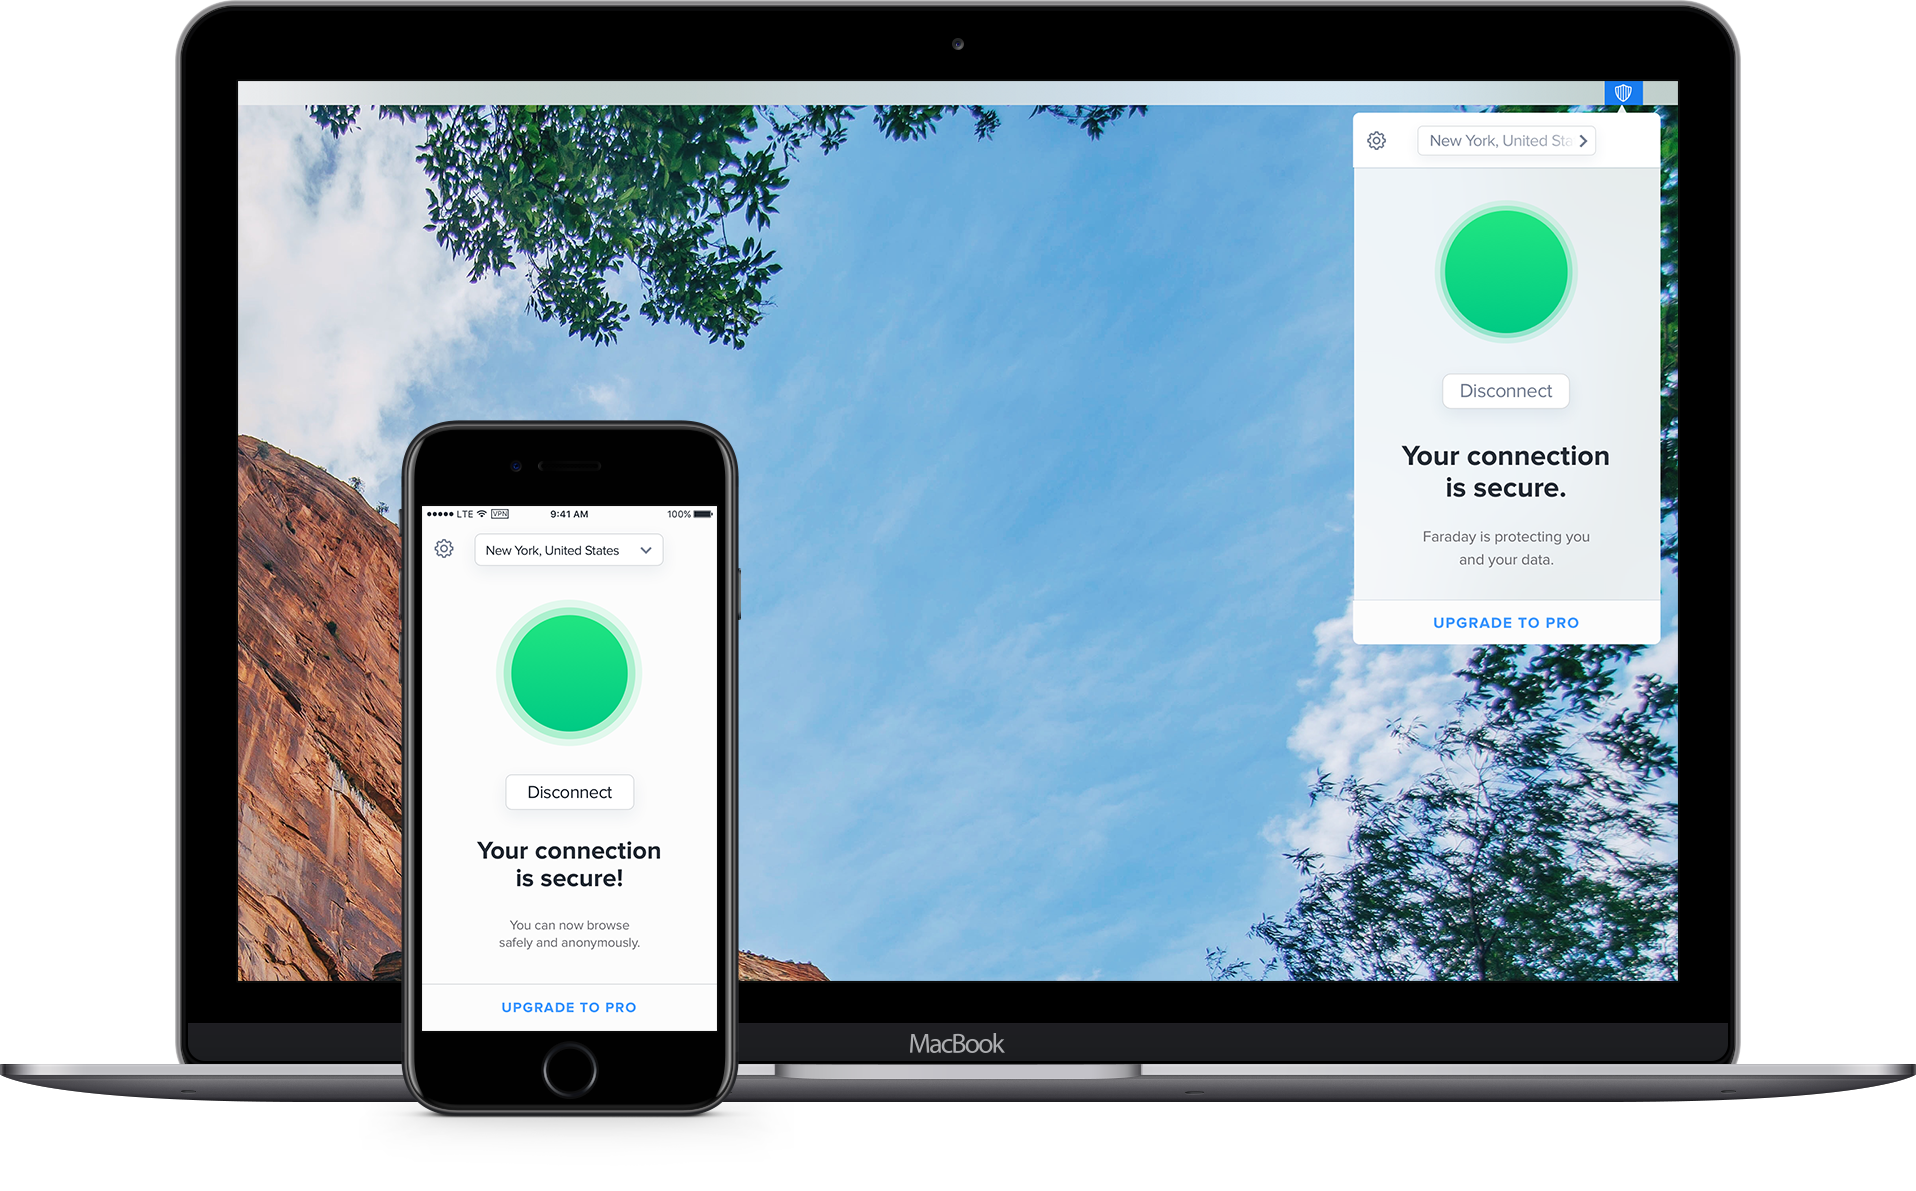 New York, United Sta
Disconnect
Your connection
is secure.
Faraday is protecting you
and your data.
UPGRADE TO PRO
LTE VPN 9:41 AM 100%
New York, United States
Disconnect
Your connection
is secure!
You can now browse
safely and anonymously.
UPGRADE TO PRO
MacBook